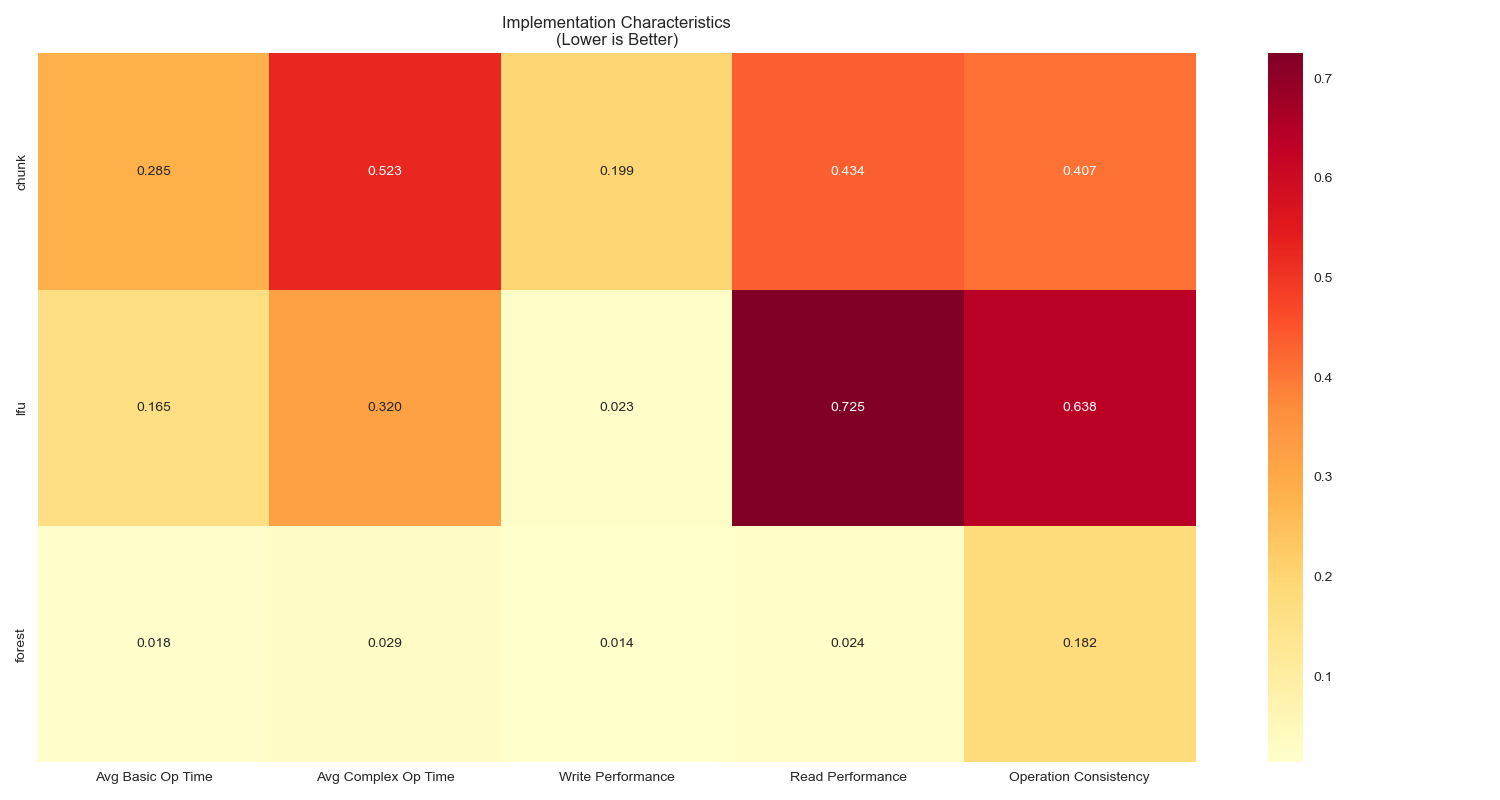 Implementation Characteristics
(Lower is Better)
chunk
0.285
0.523
0.199
0.434
0.407
lfu
0.165
0.320
0.023
0.725
0.638
forest
0.018
0.029
0.014
0.024
0.182
Avg Basic Op Time
Avg Complex Op Time
Write Performance
Read Performance
Operation Consistency
0.7
0.6
0.5
0.4
0.3
0.2
0.1